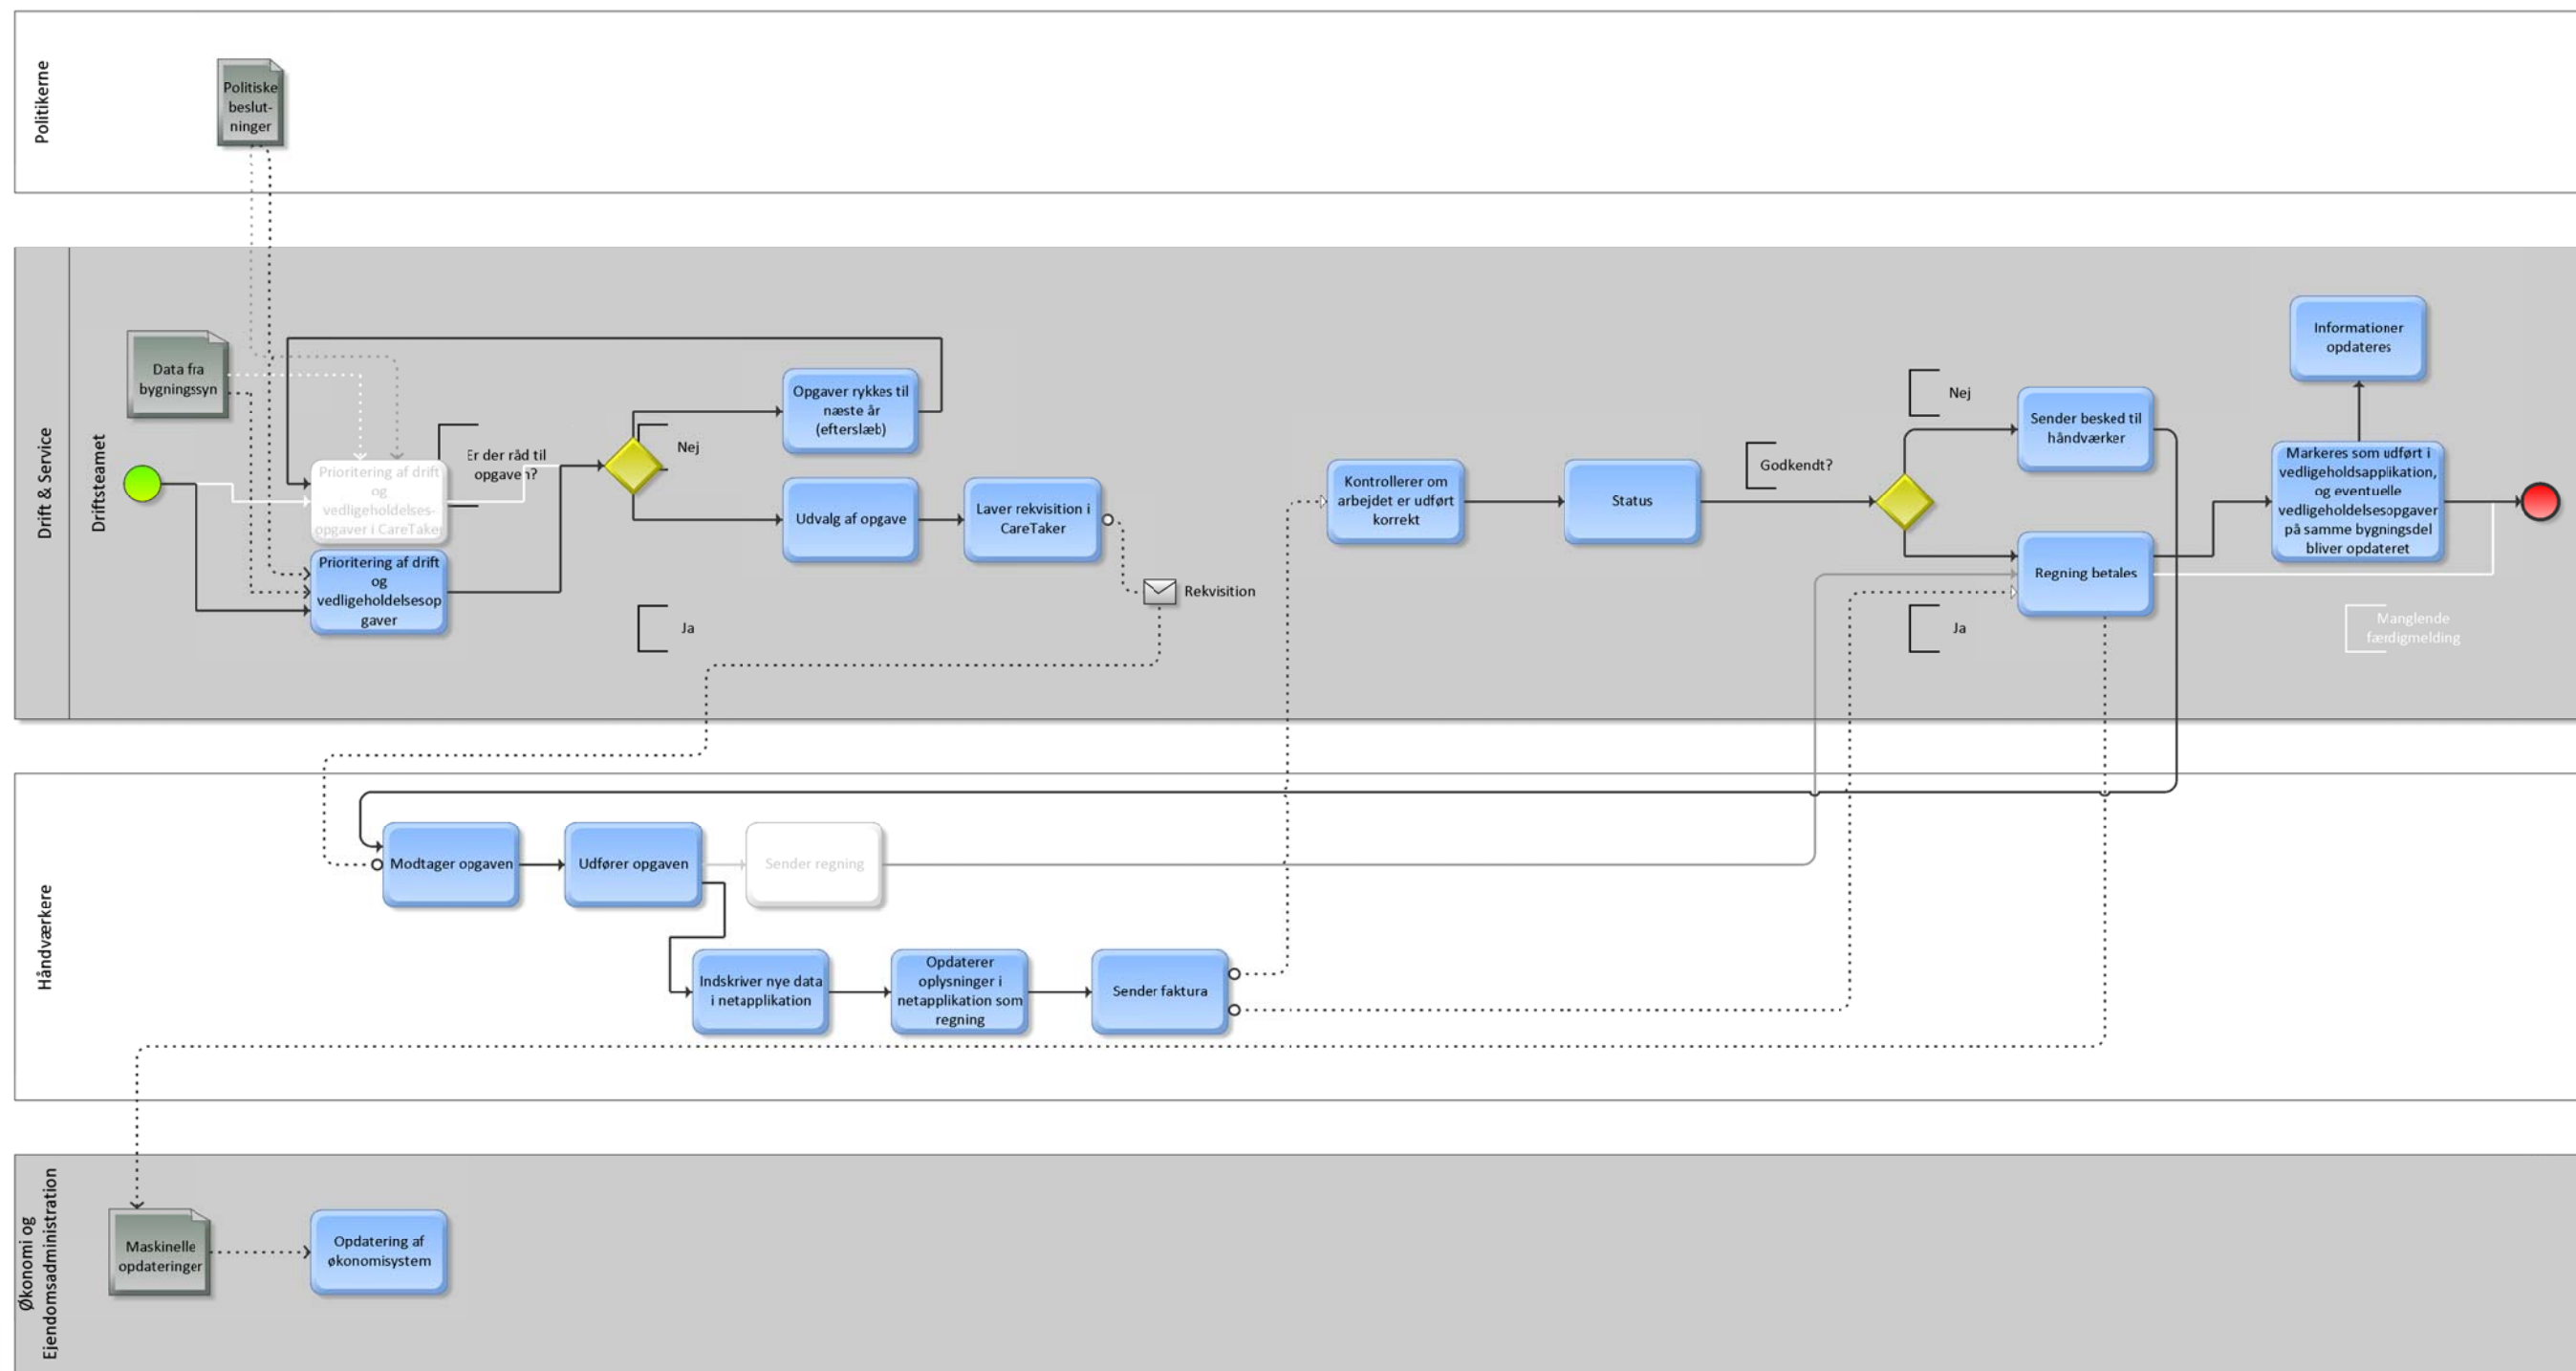 Politikerne
Politiske
beslut-
ninger
Drift & Service
Driftsteamet
Data fra
bygningssyn
Prioritering af drift
og
vedligeholdelses-
opgaver i CareTaker
Prioritering af drift
og
vedligeholdelsesop
gaver
Er der råd til
opgaven?
Nej
Ja
Opgaver rykkes til
næste år
(efterslæb)
Udvalg af opgave
Laver rekvisition i
CareTaker
Rekvisition
Kontrollerer om
arbejdet er udført
korrekt
Status
Godkendt?
Nej
Ja
Sender besked til
håndværker
Regning betales
Informationer
opdateres
Markeres som udført i
vedligeholdsapplikation,
og eventuelle
vedligeholdelsesopgaver
på samme bygningsdel
bliver opdateret
Manglende
færdigmelding
Håndværkere
Modtager opgaven
Udfører opgaven
Sender regning
Indskriver nye data
i netapplikation
Opdaterer
oplysninger i
netapplikation som
regning
Sender faktura
Økonomi og
Ejendomsadministration
Maskinelle
opdateringer
Opdatering af
økonomisystem